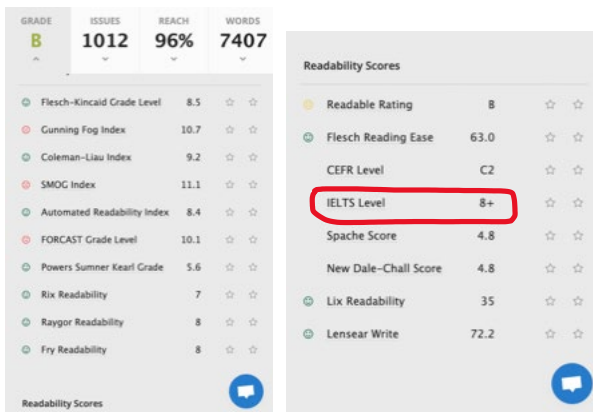 GRADE ISSUES REACH WORDS
B 1012 96% 7407
Flesch-Kincaid Grade Level 8.5
Gunning Fog Index 10.7
Coleman-Liau Index 9.2
SMOG Index 11.1
Automated Readability Index 8.4
FORCAST Grade Level 10.1
Powers Sumner Kearl Grade 5.6
Rix Readability 7
Raygor Readability 8
Fry Readability 8
Readability Scores
Readability Scores
Readable Rating B
Flesch Reading Ease 63.0
CEFR Level C2
IELTS Level 8+
Spache Score 4.8
New Dale-Chall Score 4.8
Lix Readability 35
Lensear Write 72.2